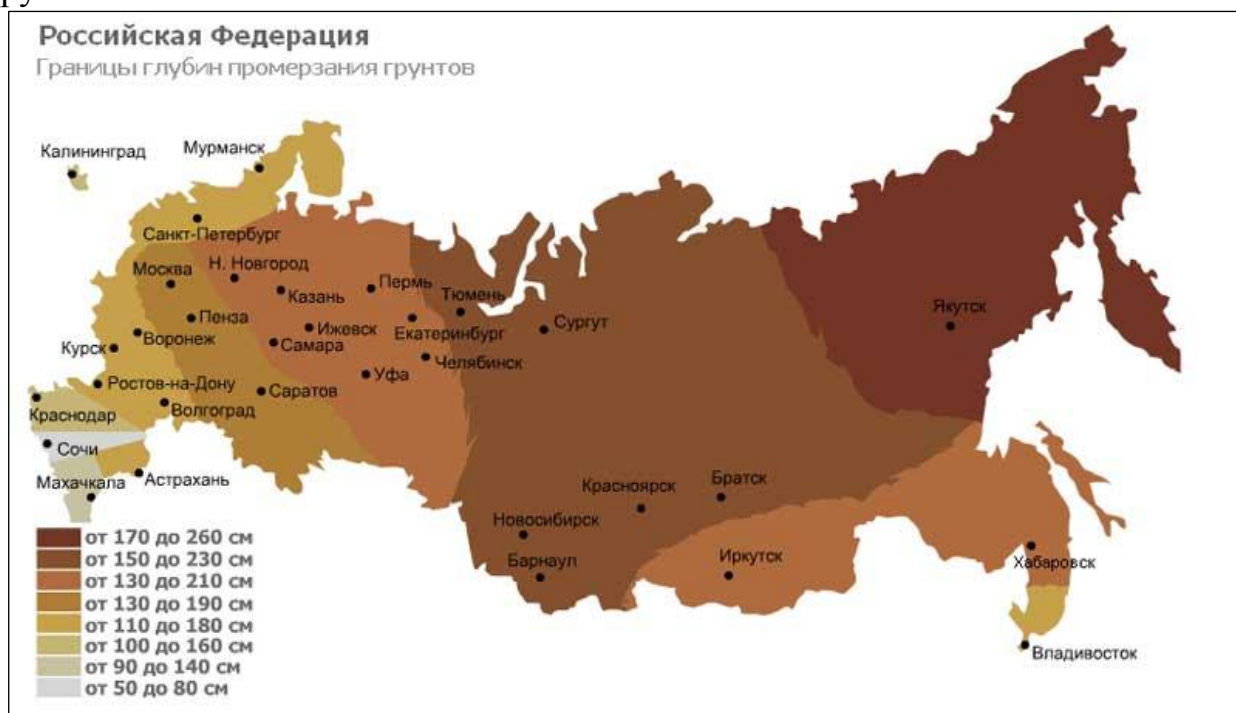 Российская Федерация
Границы глубин промерзания грунтов
Калининград
Мурманск
Санкт-Петербург
Москва
Н. Новгород
Казань
Пермь
Тюмень
Якутск
Пенза
Ижевск
Екатеринбург
Сургут
Воронеж
Курск
Самара
Челябинск
Уфа
Ростов-на-Дону
Саратов
Краснодар
Волгоград
Сочи
Махачкала
Астрахань
Красноярск
Братск
Новосибирск
Барнаул
Иркутск
Хабаровск
Владивосток
от 170 до 260 см
от 150 до 230 см
от 130 до 210 см
от 130 до 190 см
от 110 до 180 см
от 100 до 160 см
от 90 до 140 см
от 50 до 80 см